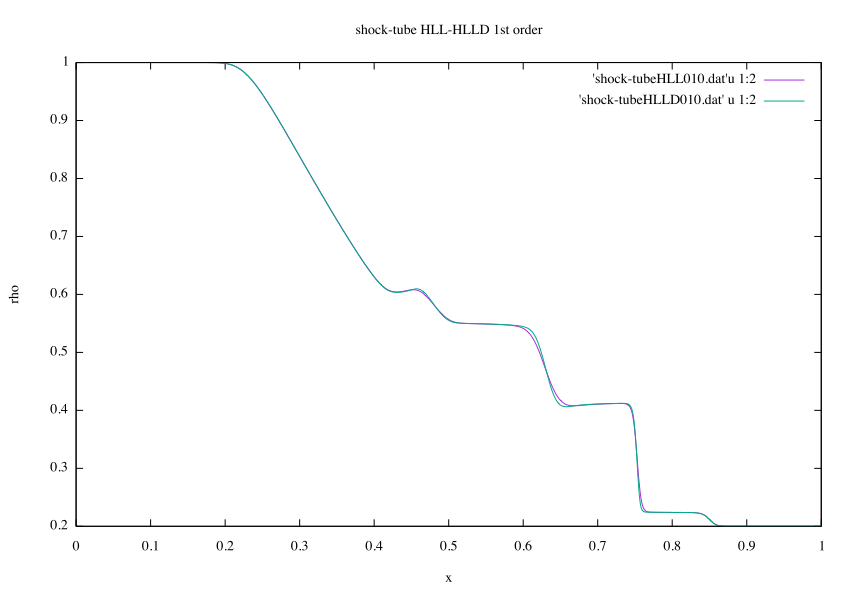 shock-tube HLL-HLLD 1st order
'shock-tubeHLL010.dat'u 1:2
'shock-tubeHLLD010.dat' u 1:2
1
0.9
0.8
0.7
0.6
0.5
0.4
0.3
0.2
rho
0 0.1 0.2 0.3 0.4 0.5 0.6 0.7 0.8 0.9 1
x